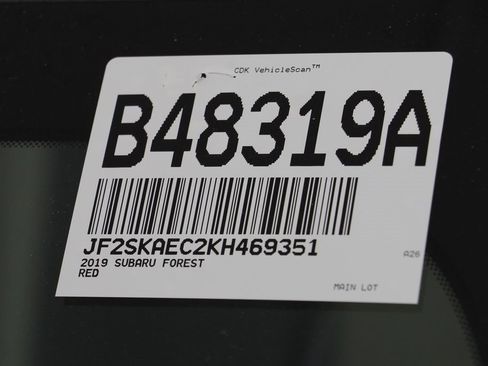 CDK VehicleScan™
B48319A
JF2SKAEC2KH469351
2019 SUBARU FOREST
RED
A26
MAIN LOT